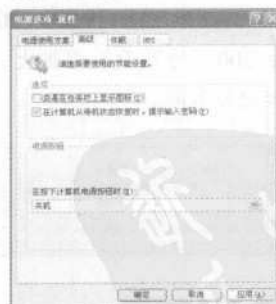 电源选项 属性
电源使用方案 高级 休眠 UPS
请选择要使用的节能设置。
选项
总是在任务栏上显示图标(L)
在计算机从待机状态恢复时，提示输入密码(P)
电源按钮
在按下计算机电源按钮时(E):
关机
确定 取消 应用(A)